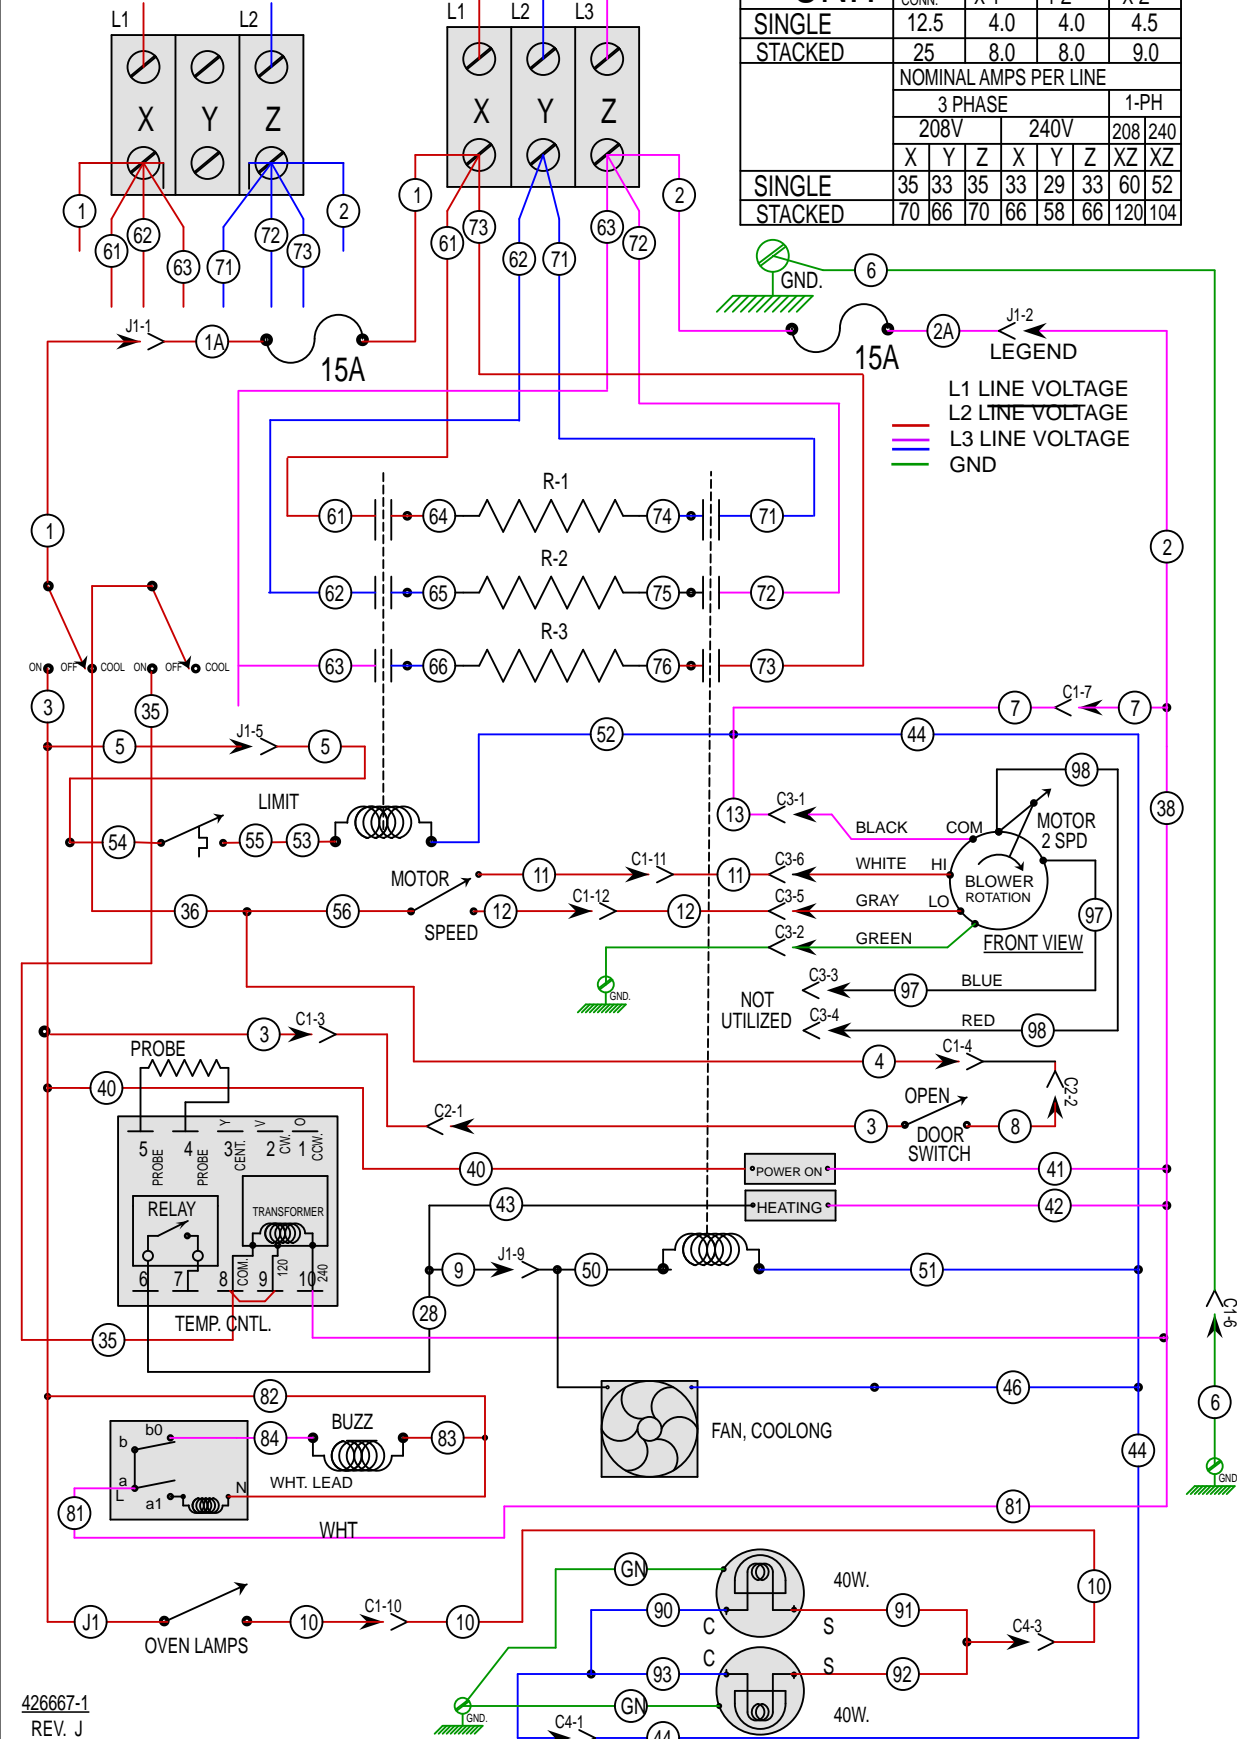 L1 L2 L1 L2 L3
X Y Z X Y Z
CONN.
SINGLE 12.5 4.0 4.0 4.5
STACKED 25 8.0 8.0 9.0
NOMINAL AMPS PER LINE
3 PHASE 1-PH
208V 240V 208 240
X Y Z X Y Z XZ XZ
SINGLE 35 33 35 33 29 33 60 52
STACKED 70 66 70 66 58 66 120 104
1 62 72 2 1 73 63 2
61 63 71 73 61 62 71 72
GND. 6
J1-1 1A 15A
15A 2A J1-2
LEGEND
L1 LINE VOLTAGE
L2 LINE VOLTAGE
L3 LINE VOLTAGE
GND
R-1
1 61 64 74 71 2
R-2
62 65 75 72
R-3
ON OFF COOL ON OFF COOL 63 66 76 73
3 35 7 C1-7 7
5 J1-5 5 52 44
98
LIMIT 13 C3-1 BLACK COM MOTOR 2 SPD 38
54 55 53
MOTOR 11 C1-11 11 C3-6 WHITE HI BLOWER
ROTATION
36 56 12 C1-12 12 C3-5 GRAY LO 97
SPEED C3-2 GREEN FRONT VIEW
GND. C3-3 97 BLUE
NOT
UTILIZED C3-4 RED 98
3 C1-3
PROBE 4 C1-4
40 C2-1 OPEN C2-2
3 DOOR
SWITCH 8
5 4 3 2 1
PROBE PROBE Y CENT. V CW. O CCW.
40 POWER ON 41
RELAY TRANSFORMER 43 HEATING 42
6 7 8 COM. 9 120 10 240 9 J1-9 50 51
28
TEMP. CNTL.
35 C1-6
82 46 6
b b0 84 BUZZ 83 FAN, COOLONG 44
a L a1 N WHT. LEAD GND
81 WHT 81
GN 40W.
J1 10 C1-10 10 90 C S 91 10
OVEN LAMPS C4-3
93 C S 92
426667-1
REV. J
GND. GN 40W.
C4-1 44